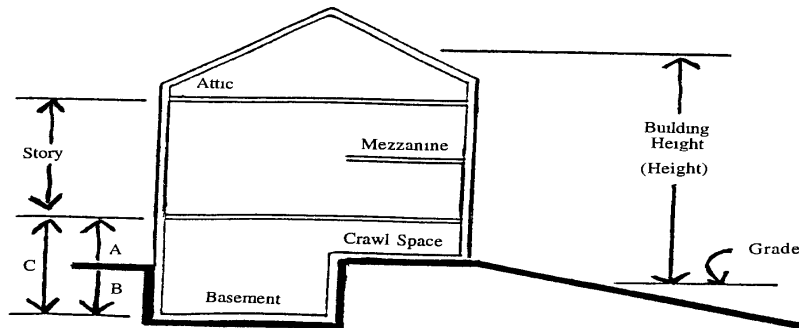 Attic
Mezzanine
Story
Building
Height
(Height)
Crawl Space
Grade
A
C
B
Basement